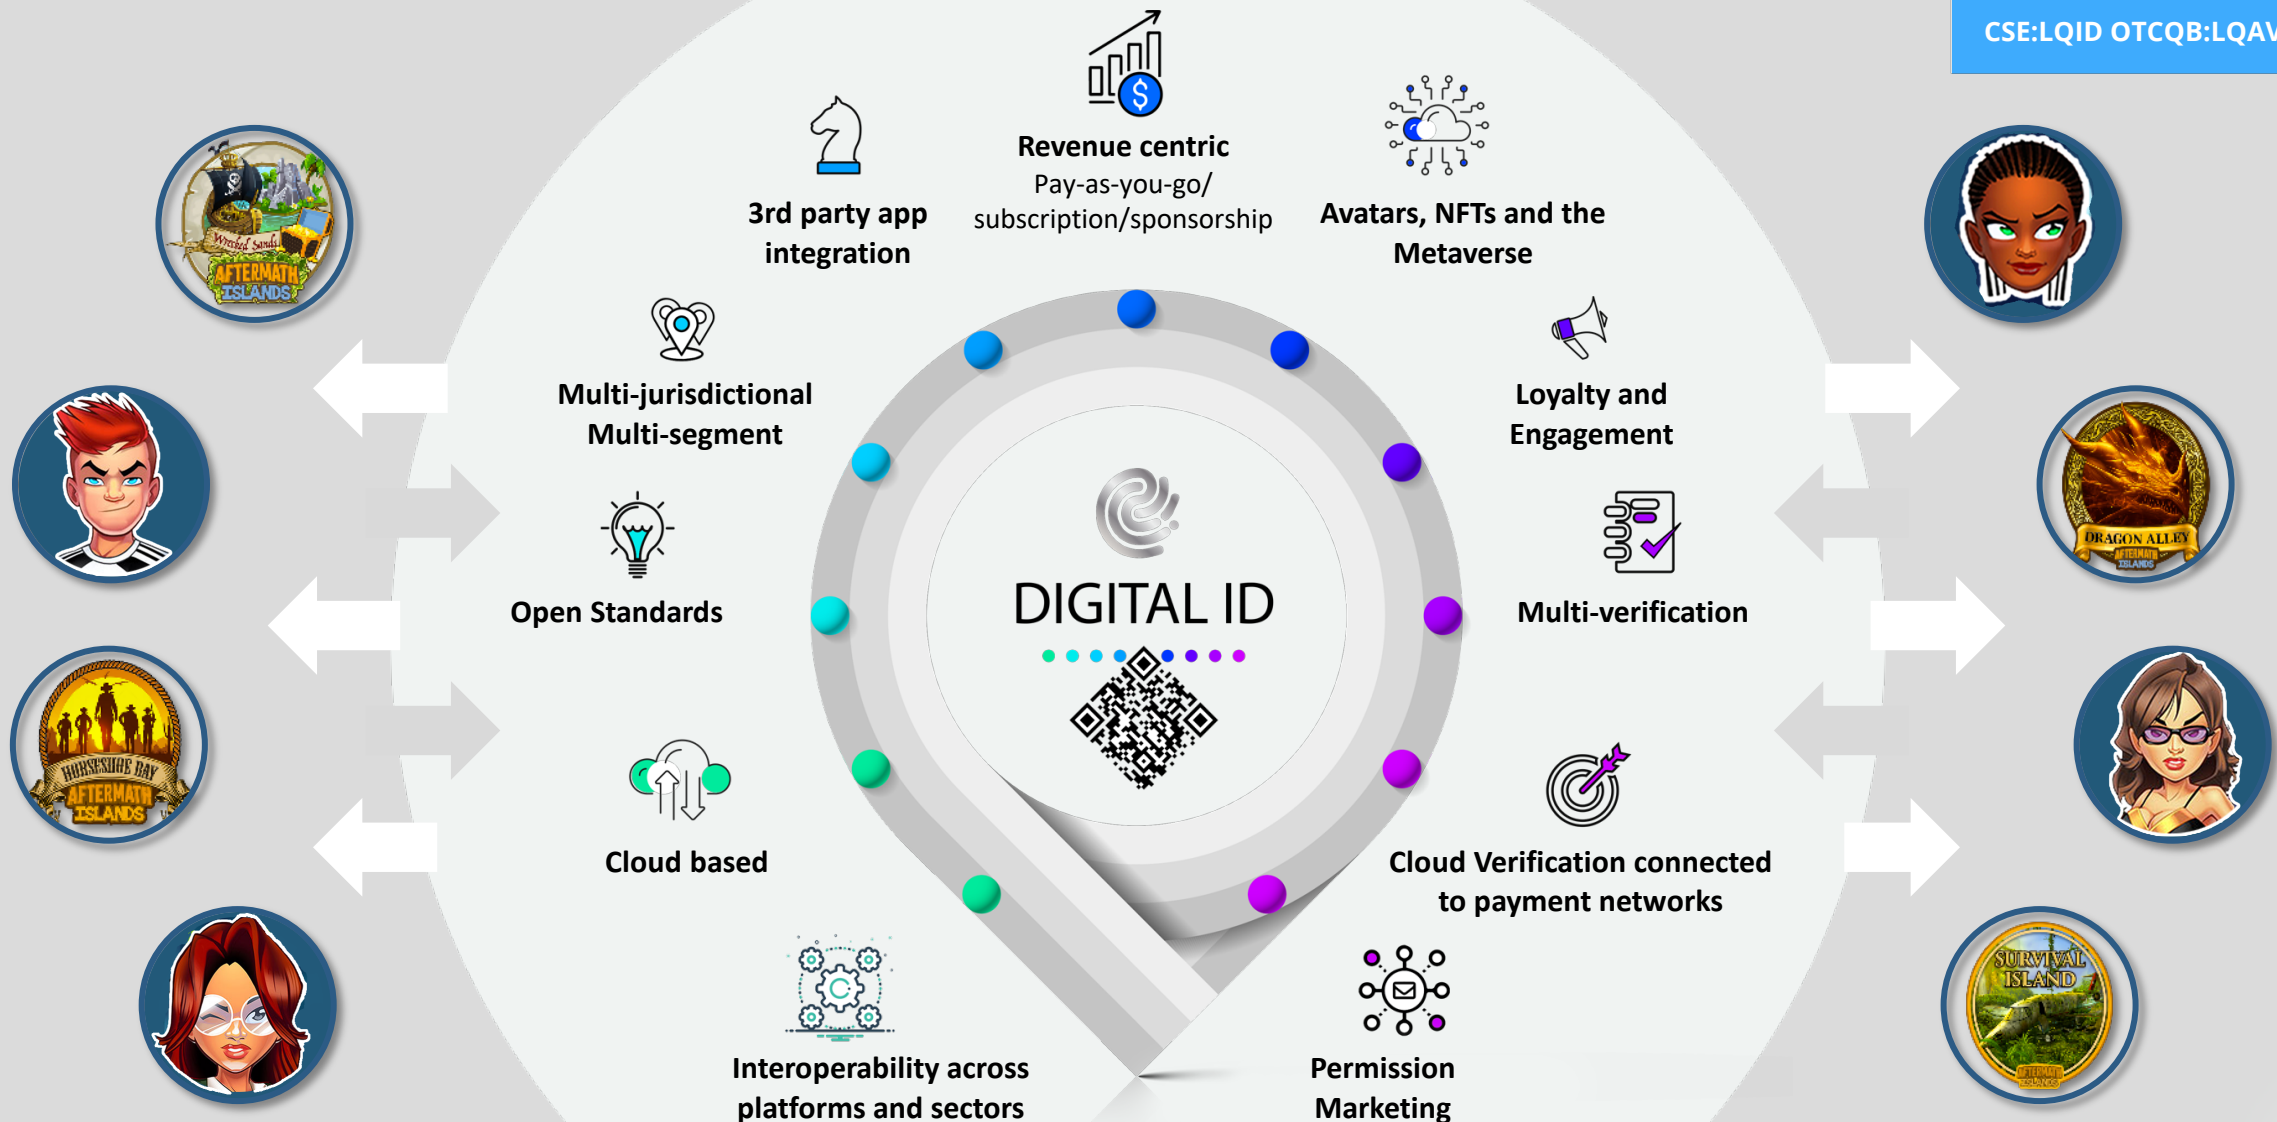 CSE:LQID OTCQB:LQAV
Revenue centric
Pay-as-you-go/
subscription/sponsorship
3rd party app
integration
Avatars, NFTs and the
Metaverse
Wrecked Sands
AFTERMATH
ISLANDS
Multi-jurisdictional
Multi-segment
Loyalty and
Engagement
DRAGON ALLEY
AFTERMATH
ISLANDS
Open Standards
DIGITAL ID
Multi-verification
HORSESHOE BAY
AFTERMATH
ISLANDS
Cloud based
Cloud Verification connected
to payment networks
SURVIVAL
ISLAND
AFTERMATH
ISLANDS
Interoperability across
platforms and sectors
Permission
Marketing